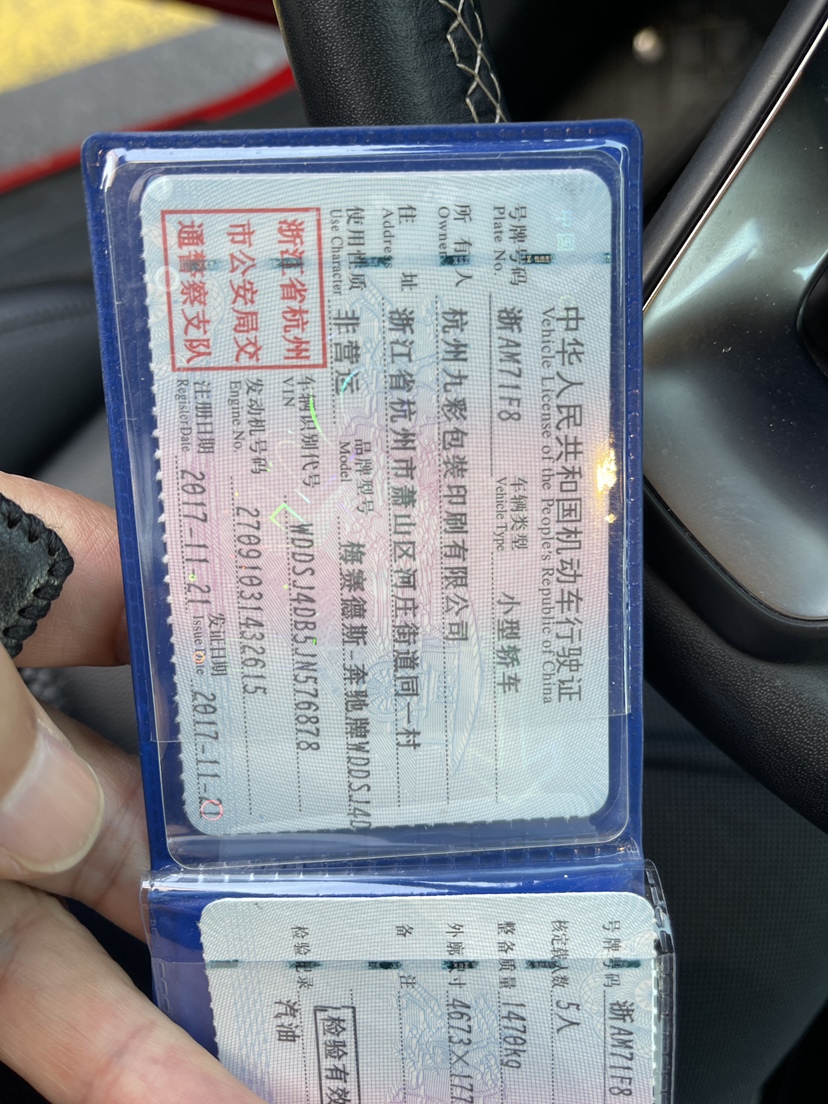 中华人民共和国机动车行驶证
Vehicle License of the People's Republic of China
号牌号码 浙AM71F8 车辆类型 小型轿车
Plate No. Vehicle Type
所有人 杭州九彩包装印刷有限公司
Owner
住址 浙江省杭州市萧山区河庄街道同一村
Address
使用性质 非营运 品牌型号 梅赛德斯-奔驰牌WDDSJ4D
Use Character Model
浙江省杭州
市公安局交
通警察支队
车辆识别代号 WDDSJ4DB5JN576878
VIN
发动机号码 27091031432615
Engine No.
注册日期 2017-11-21 发证日期 2017-11-21
Register Date Issue Date
号牌号码 浙AM71F8
核定载人数 5人
整备质量 1470kg
外廓尺寸 4673×177
备注
检验有效
检验记录 汽油